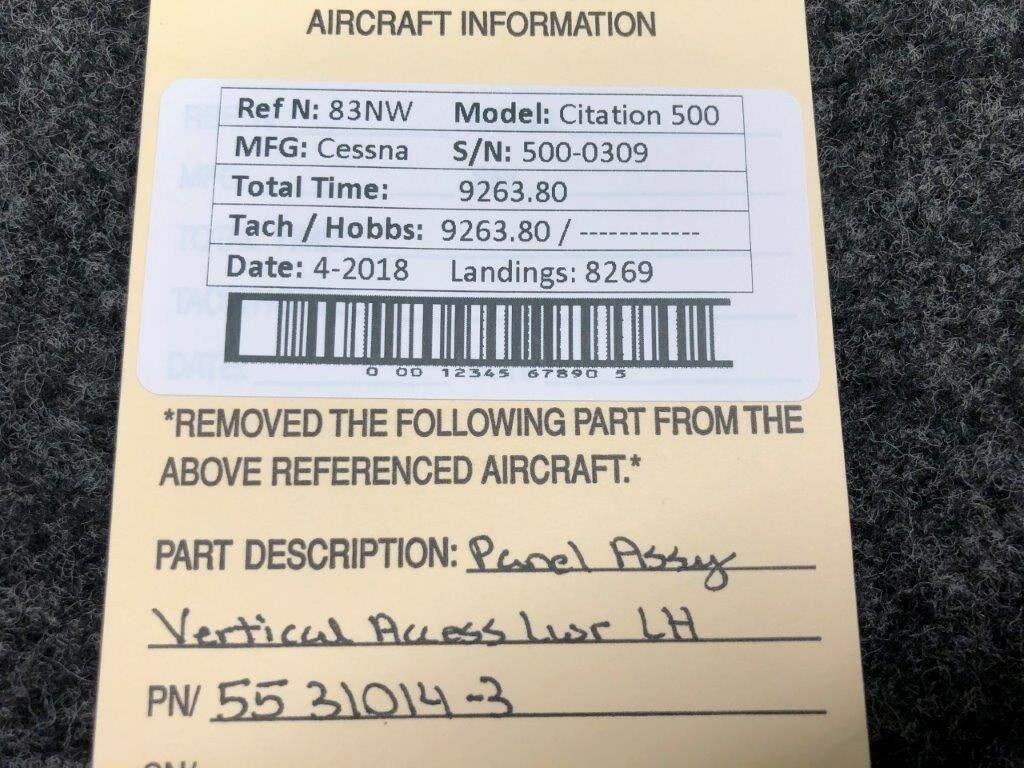 AIRCRAFT INFORMATION
Ref N: 83NW Model: Citation 500
MFG: Cessna S/N: 500-0309
Total Time: 9263.80
Tach / Hobbs: 9263.80 / ------------
Date: 4-2018 Landings: 8269
0 00 12345 67890 5
*REMOVED THE FOLLOWING PART FROM THE
ABOVE REFERENCED AIRCRAFT.*
PART DESCRIPTION: Panel Assy
Vertical Access Lwr LH
PN/ 5531014-3